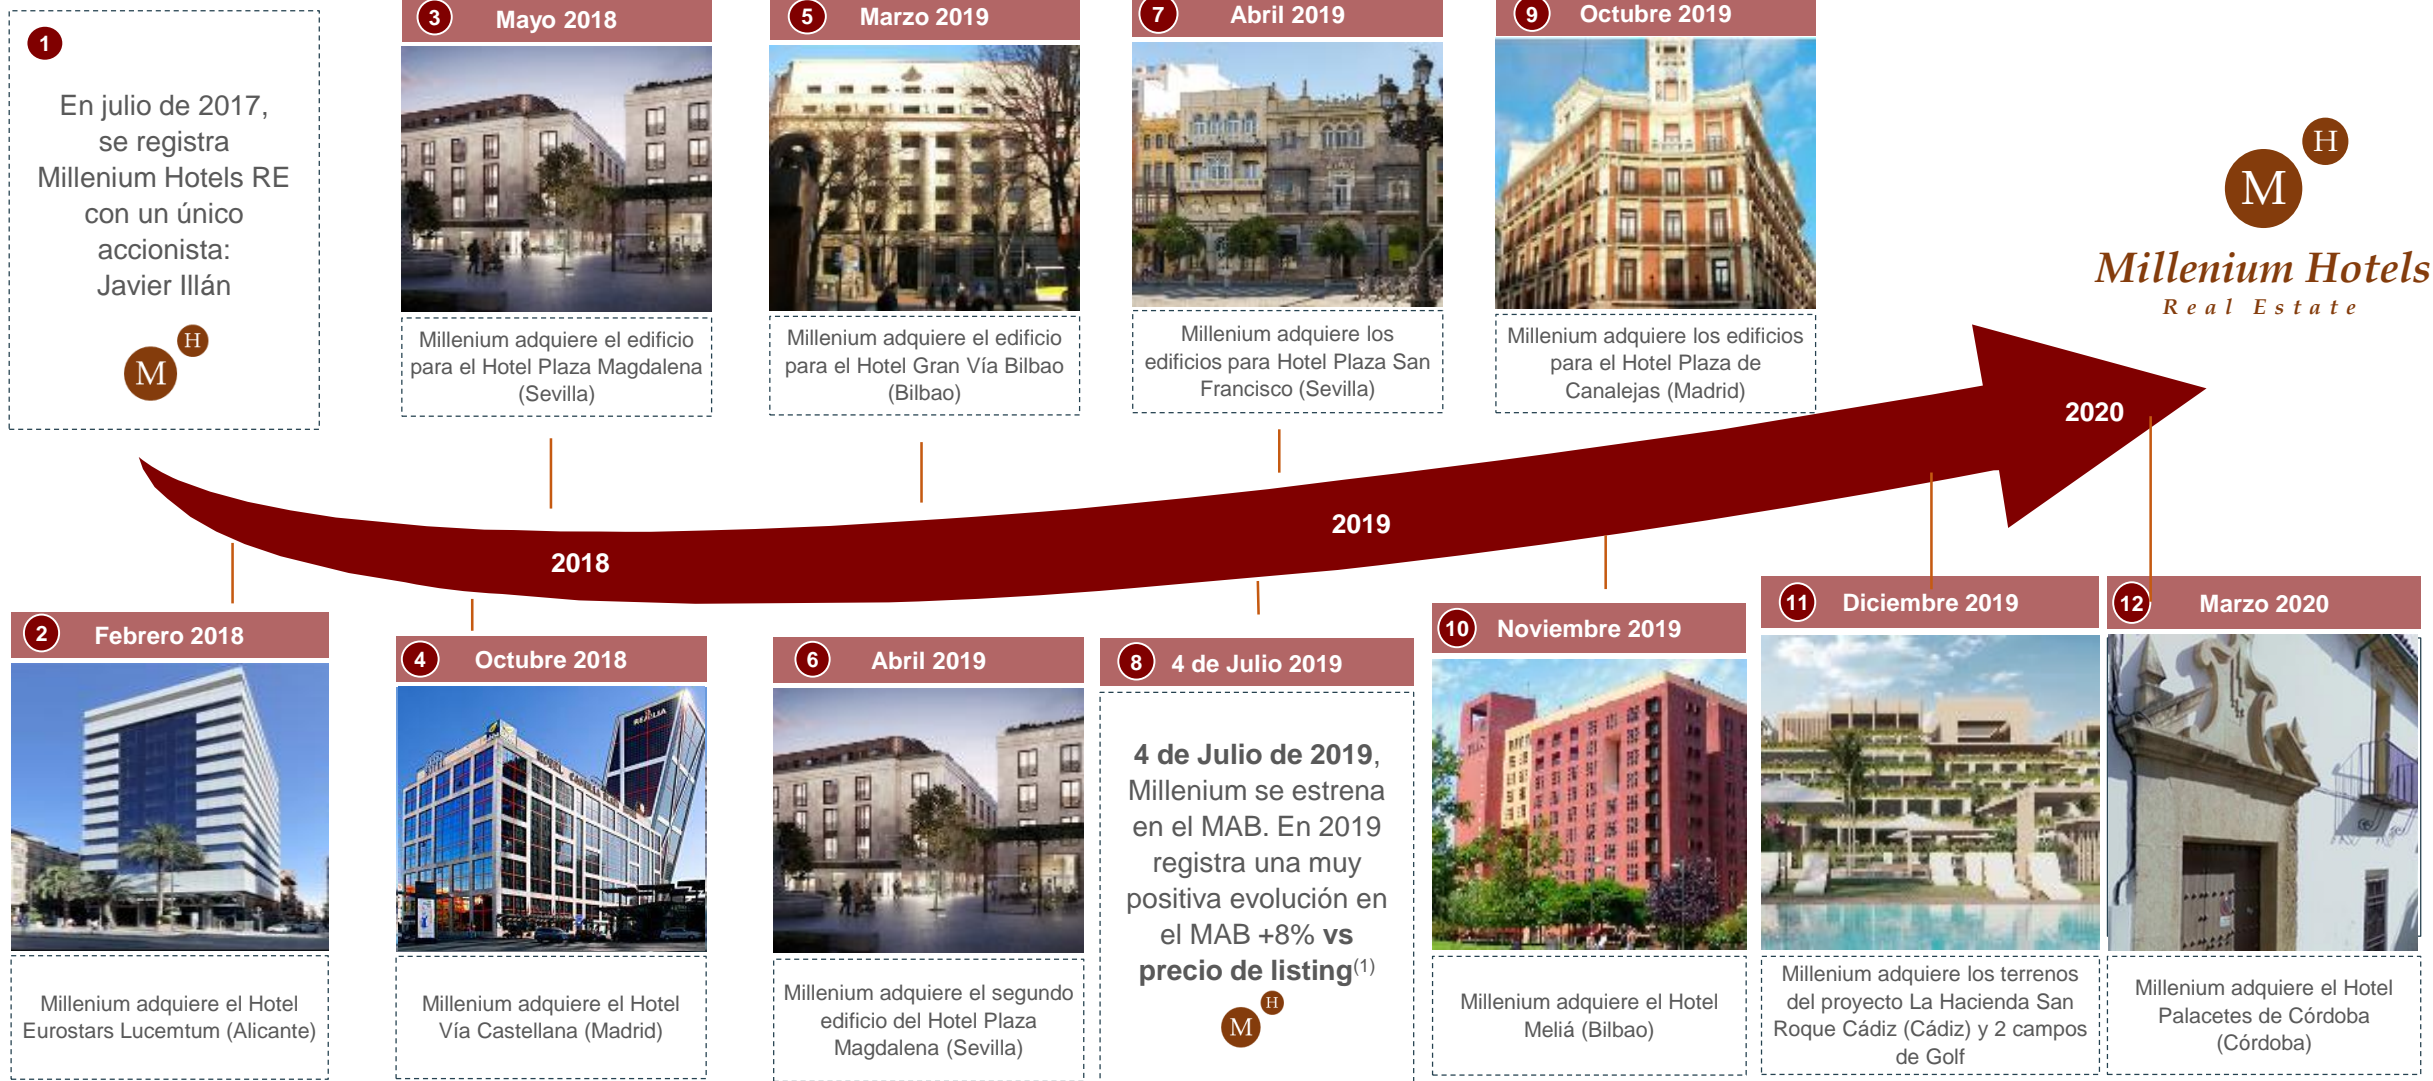 1
En julio de 2017,
se registra
Millenium Hotels RE
con un único
accionista:
Javier Illán
M H
3 Mayo 2018
Millenium adquiere el edificio
para el Hotel Plaza Magdalena
(Sevilla)
5 Marzo 2019
Millenium adquiere el edificio
para el Hotel Gran Vía Bilbao
(Bilbao)
7 Abril 2019
Millenium adquiere los
edificios para Hotel Plaza San
Francisco (Sevilla)
9 Octubre 2019
Millenium adquiere los edificios
para el Hotel Plaza de
Canalejas (Madrid)
M H
Millenium Hotels
Real Estate
2018
2019
2020
2 Febrero 2018
Millenium adquiere el Hotel
Eurostars Lucemtum (Alicante)
4 Octubre 2018
REALIA
HOTEL
Millenium adquiere el Hotel
Vía Castellana (Madrid)
6 Abril 2019
Millenium adquiere el segundo
edificio del Hotel Plaza
Magdalena (Sevilla)
8 4 de Julio 2019
4 de Julio de 2019,
Millenium se estrena
en el MAB. En 2019
registra una muy
positiva evolución en
el MAB +8% vs
precio de listing(1)
M H
10 Noviembre 2019
Millenium adquiere el Hotel
Meliá (Bilbao)
11 Diciembre 2019
Millenium adquiere los terrenos
del proyecto La Hacienda San
Roque Cádiz (Cádiz) y 2 campos
de Golf
12 Marzo 2020
Millenium adquiere el Hotel
Palacetes de Córdoba
(Córdoba)